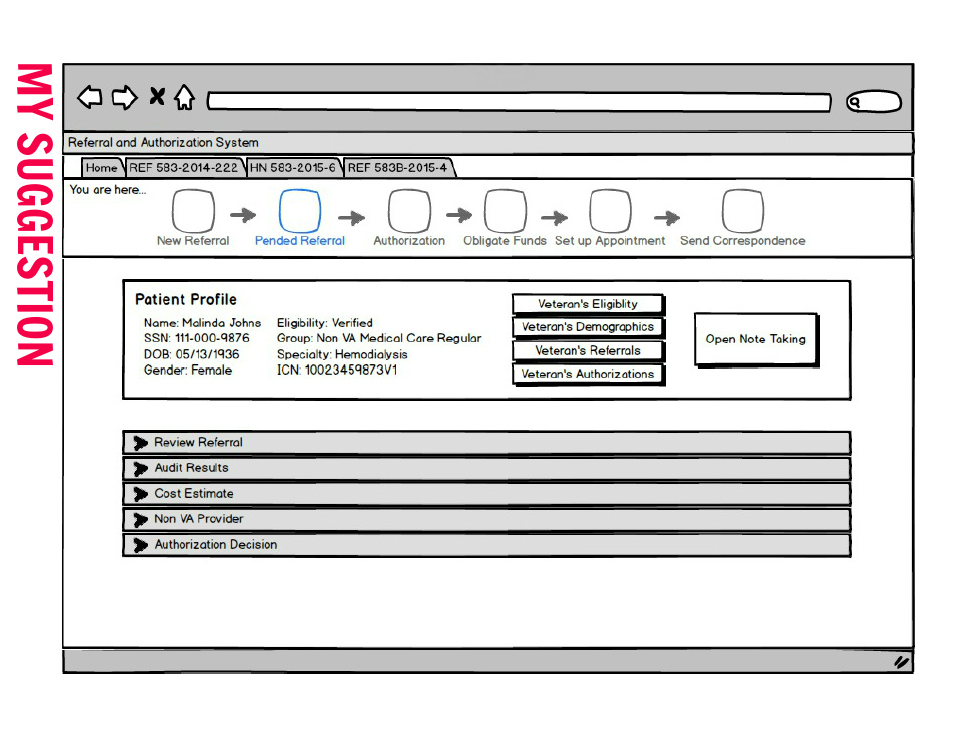 MY SUGGESTION
Referral and Authorization System
Home REF 583-2014-222 HN 583-2015-6 REF 583B-2015-4
You are here...
New Referral Pended Referral Authorization Obligate Funds Set up Appointment Send Correspondence
Patient Profile
Name: Malinda Johns Eligibility: Verified
SSN: 111-000-9876 Group: Non VA Medical Care Regular
DOB: 05/13/1936 Specialty: Hemodialysis
Gender: Female ICN: 10023459873V1
Veteran's Eligiblity
Veteran's Demographics
Veteran's Referrals
Veteran's Authorizations
Open Note Taking
Review Referral
Audit Results
Cost Estimate
Non VA Provider
Authorization Decision